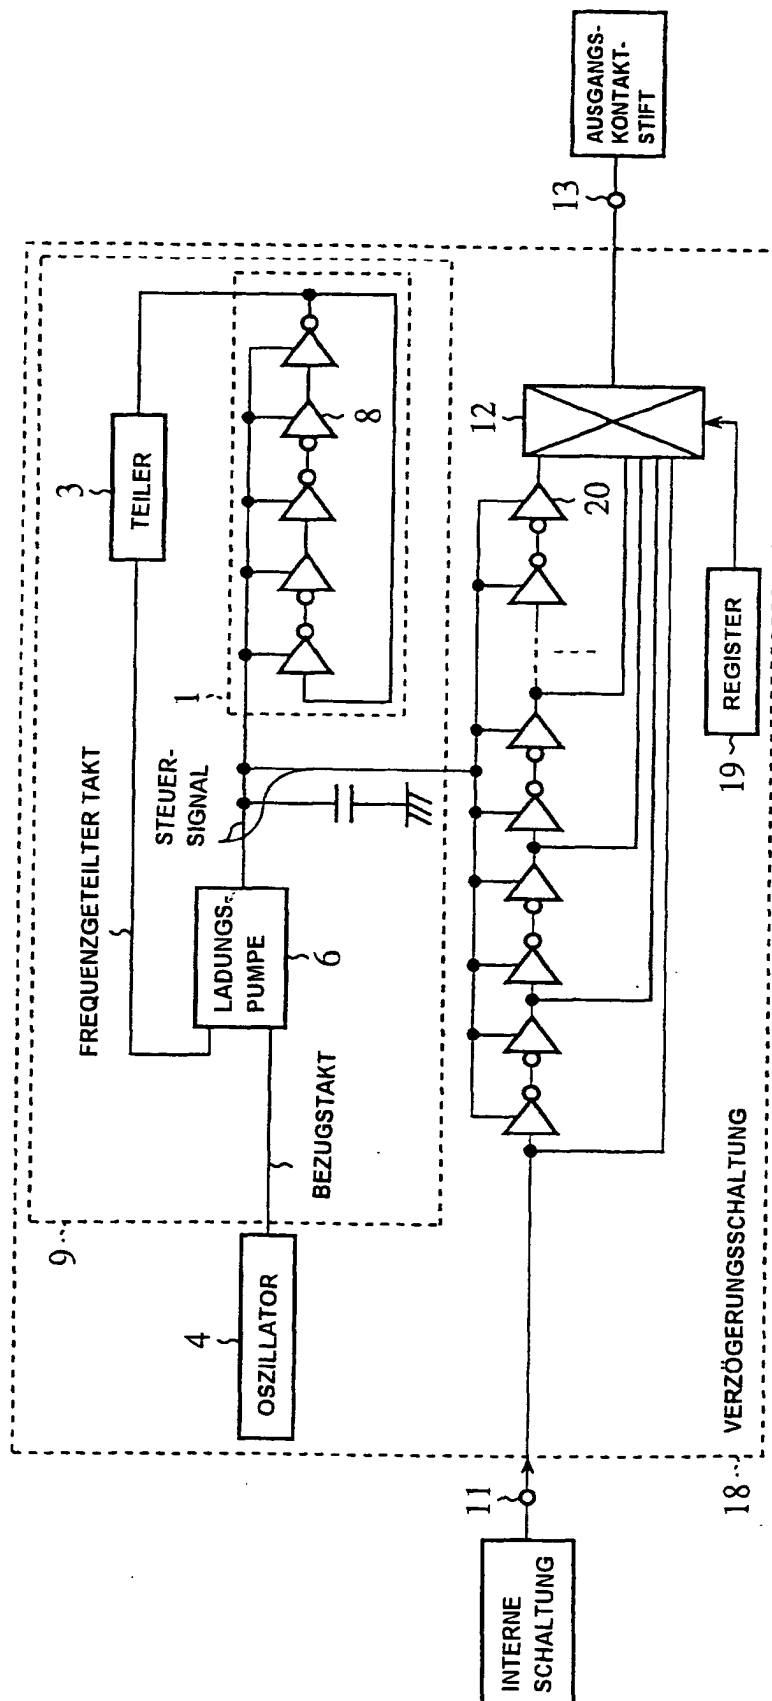 FREQUENZGETEILTER TAKT
3
TEILER
STEUER-
SIGNAL
1
8
LADUNGS-
PUMPE
6
BEZUGSTAKT
9
4
OSZILLATOR
12
20
13
AUSGANGS-
KONTAKT-
STIFT
19
REGISTER
11
INTERNE
SCHALTUNG
18
VERZÖGERUNGSSCHALTUNG